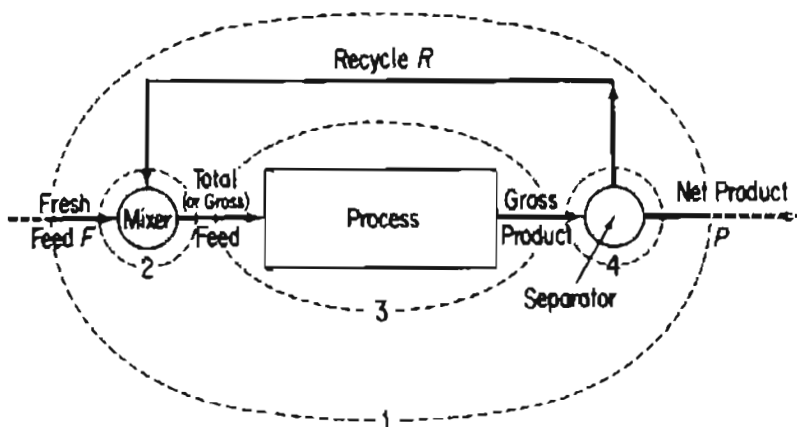 Recycle R
Fresh
Feed F
Mixer
2
Total
(or Gross)
Feed
Process
3
Gross
Product
4
Separator
Net Product
P
1